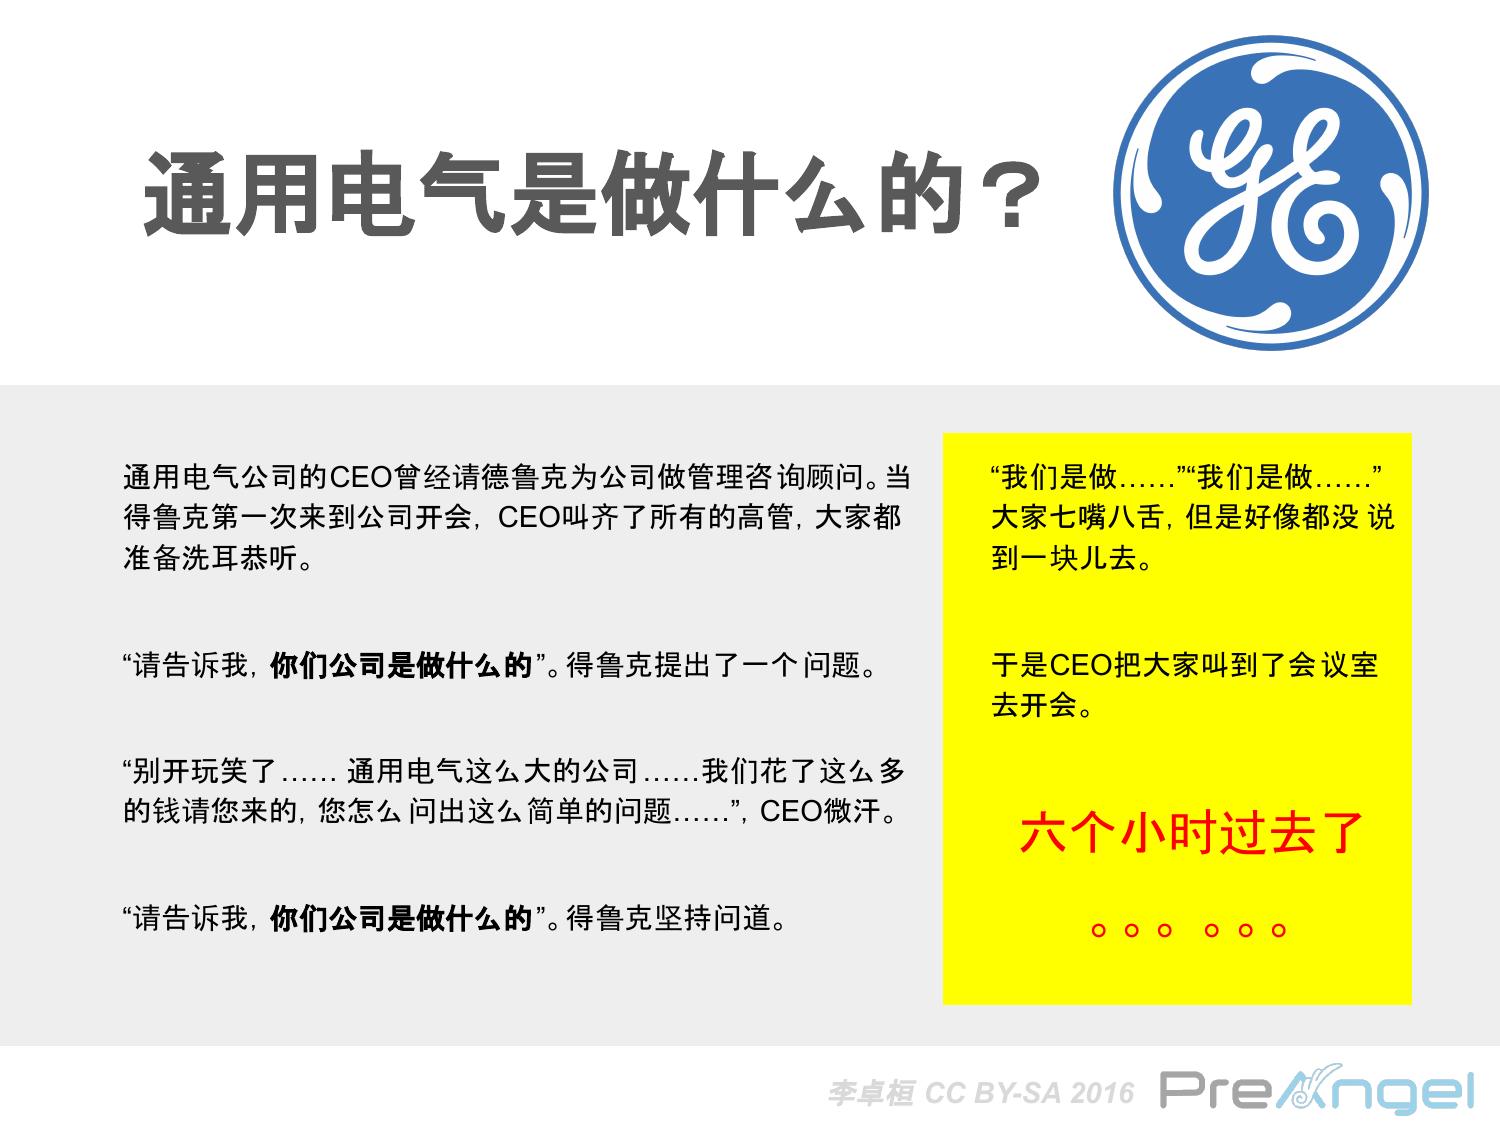 通用电气是做什么的？
GE
通用电气公司的CEO曾经请德鲁克为公司做管理咨询顾问。当
得鲁克第一次来到公司开会，CEO叫齐了所有的高管，大家都
准备洗耳恭听。
“请告诉我，你们公司是做什么的”。得鲁克提出了一个问题。
“别开玩笑了…… 通用电气这么大的公司……我们花了这么多
的钱请您来的，您怎么问出这么简单的问题……”，CEO微汗。
“请告诉我，你们公司是做什么的”。得鲁克坚持问道。
“我们是做……”“我们是做……”
大家七嘴八舌，但是好像都没说
到一块儿去。
于是CEO把大家叫到了会议室
去开会。
六个小时过去了
。。。。。。
李卓桓 CC BY-SA 2016
PreAngel